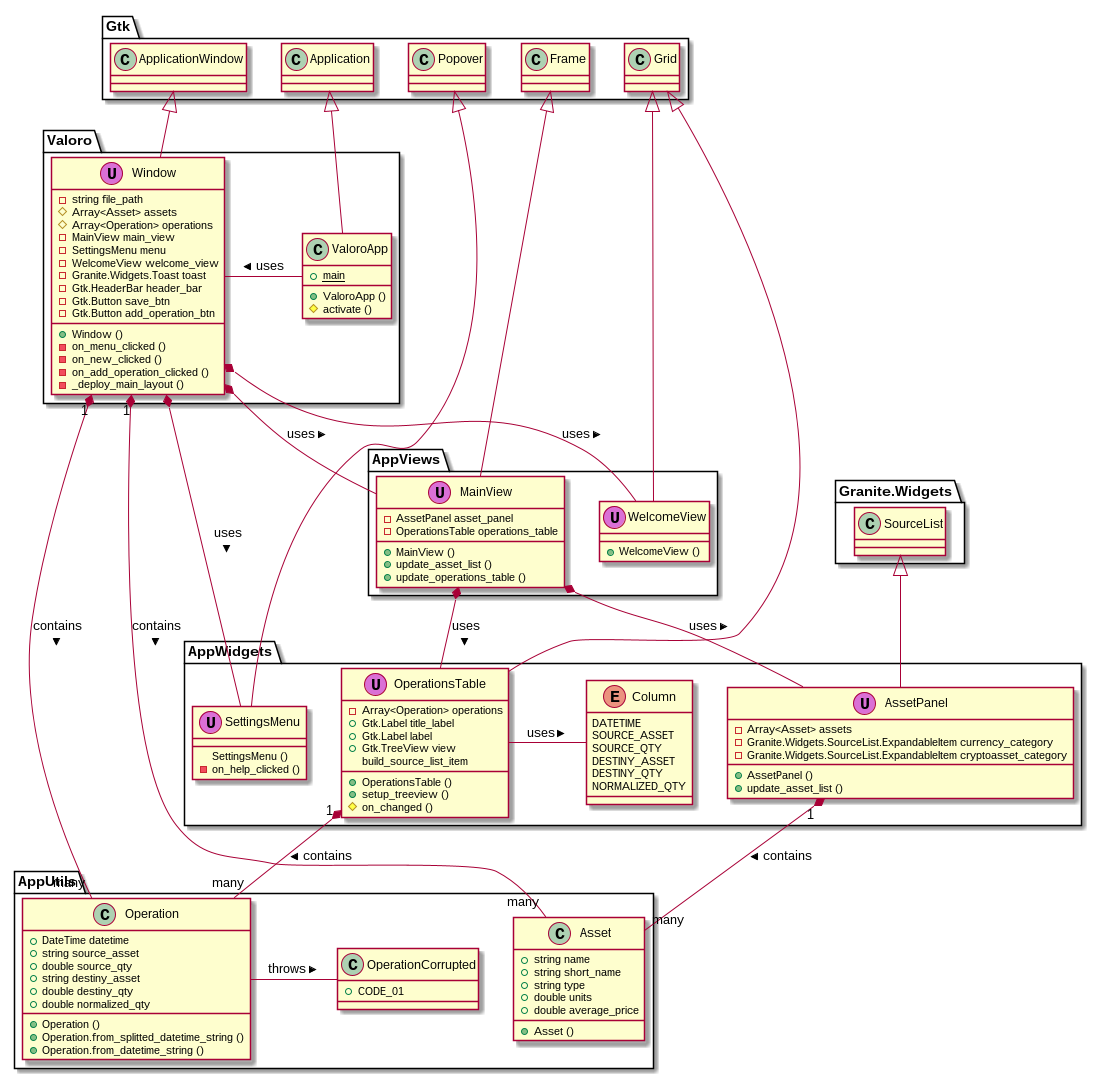 Gtk
C ApplicationWindow
C Application
C Popover
C Frame
C Grid
Valoro
U Window
string file_path
Array<Asset> assets
Array<Operation> operations
MainView main_view
SettingsMenu menu
WelcomeView welcome_view
Granite.Widgets.Toast toast
Gtk.HeaderBar header_bar
Gtk.Button save_btn
Gtk.Button add_operation_btn
Window ()
on_menu_clicked ()
on_new_clicked ()
on_add_operation_clicked ()
_deploy_main_layout ()
◄ uses
C ValoroApp
main
ValoroApp ()
activate ()
1
1
uses ►
uses ►
AppViews
U MainView
AssetPanel asset_panel
OperationsTable operations_table
MainView ()
update_asset_list ()
update_operations_table ()
U WelcomeView
WelcomeView ()
Granite.Widgets
C SourceList
uses
▼
contains
▼
contains
▼
uses
▼
uses ►
AppWidgets
U SettingsMenu
SettingsMenu ()
on_help_clicked ()
U OperationsTable
Array<Operation> operations
Gtk.Label title_label
Gtk.Label label
Gtk.TreeView view
build_source_list_item
OperationsTable ()
setup_treeview ()
on_changed ()
uses ►
E Column
DATETIME
SOURCE_ASSET
SOURCE_QTY
DESTINY_ASSET
DESTINY_QTY
NORMALIZED_QTY
U AssetPanel
Array<Asset> assets
Granite.Widgets.SourceList.ExpandableItem currency_category
Granite.Widgets.SourceList.ExpandableItem cryptoasset_category
AssetPanel ()
update_asset_list ()
1
1
◄ contains
◄ contains
AppUtils
many
many
many
many
C Operation
DateTime datetime
string source_asset
double source_qty
string destiny_asset
double destiny_qty
double normalized_qty
Operation ()
Operation.from_splitted_datetime_string ()
Operation.from_datetime_string ()
throws ►
C OperationCorrupted
CODE_01
C Asset
string name
string short_name
string type
double units
double average_price
Asset ()